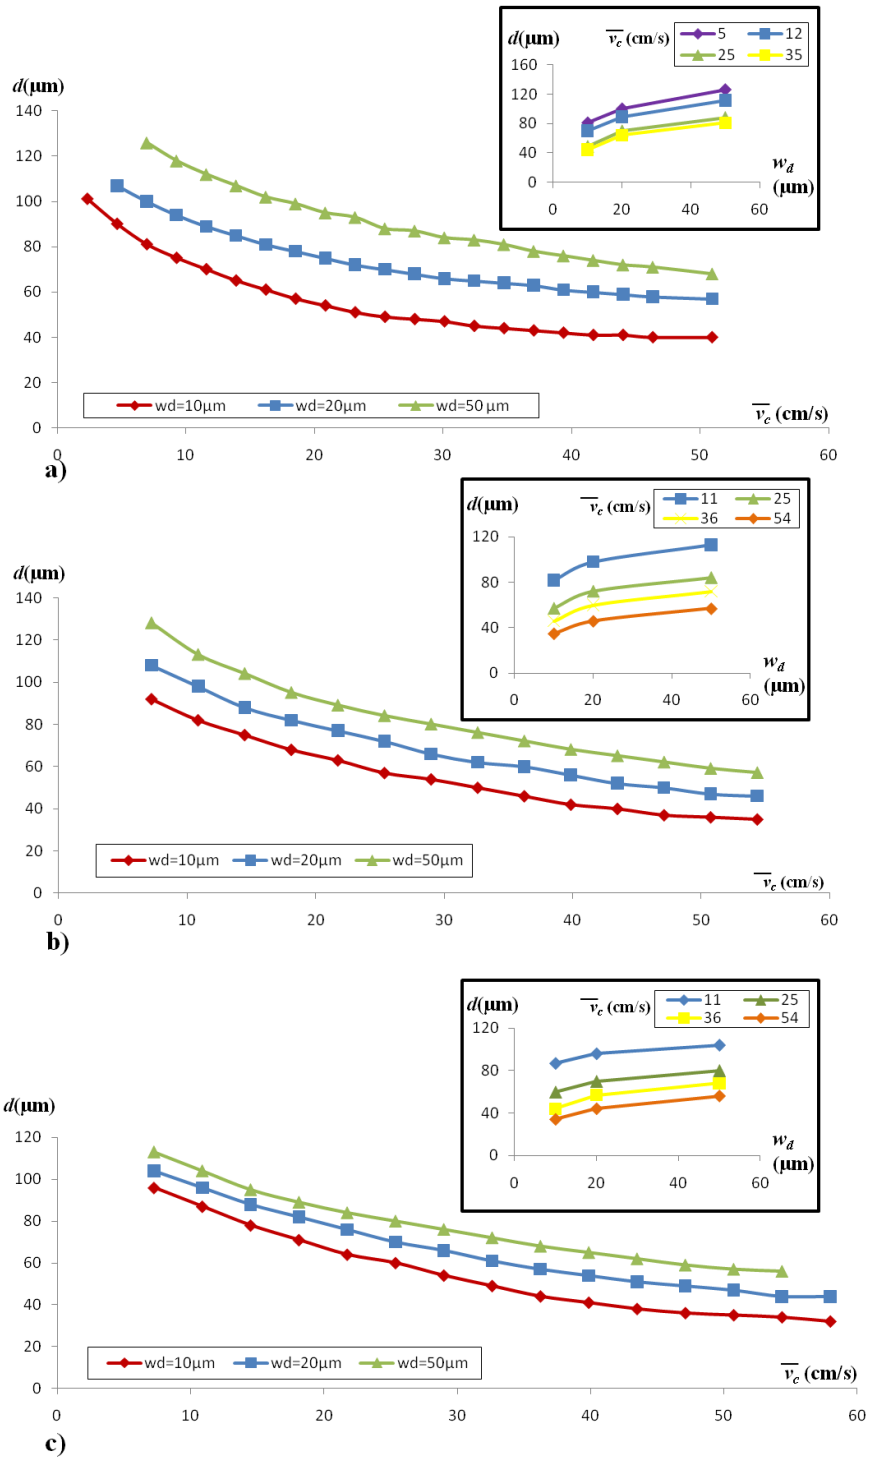 d(μm)
v̅c (cm/s)
5 12
25 35
160
120
80
40
0
0 20 40 60
wd
(μm)
d(μm)
140
120
100
80
60
40
20
0
wd=10μm wd=20μm wd=50 μm
v̅c (cm/s)
0 10 20 30 40 50 60
a)
d(μm)
v̅c (cm/s)
11 25
36 54
120
80
40
0
0 20 40 60
wd
(μm)
d(μm)
140
120
100
80
60
40
20
0
wd=10μm wd=20μm wd=50μm
v̅c (cm/s)
0 10 20 30 40 50 60
b)
d(μm)
v̅c (cm/s)
11 25
36 54
120
80
40
0
0 20 40 60
wd
(μm)
d(μm)
120
100
80
60
40
20
0
wd=10μm wd=20μm wd=50μm
v̅c (cm/s)
0 10 20 30 40 50 60
c)